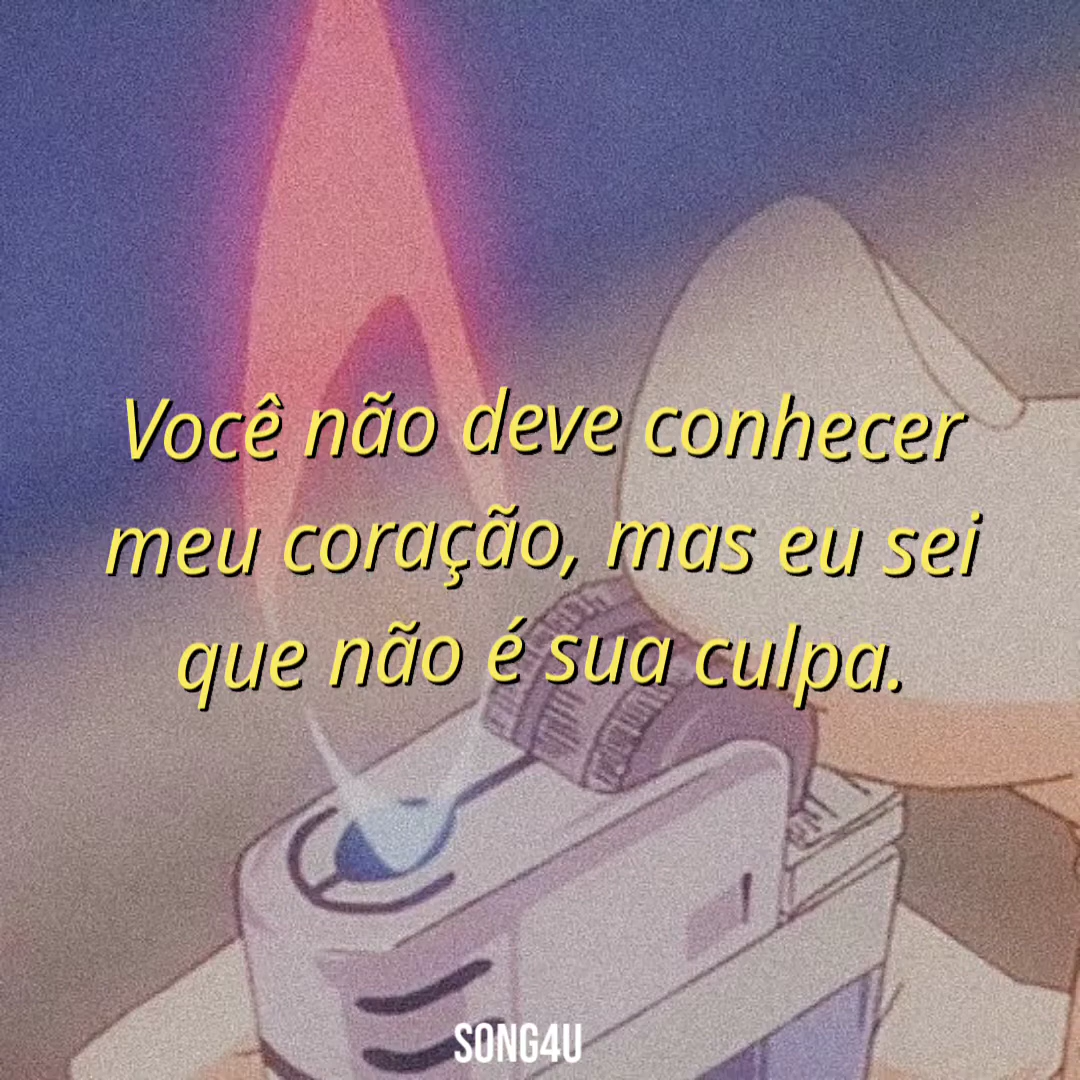 Você não deve conhecer
meu coração, mas eu sei
que não é sua culpa.
SONG4U